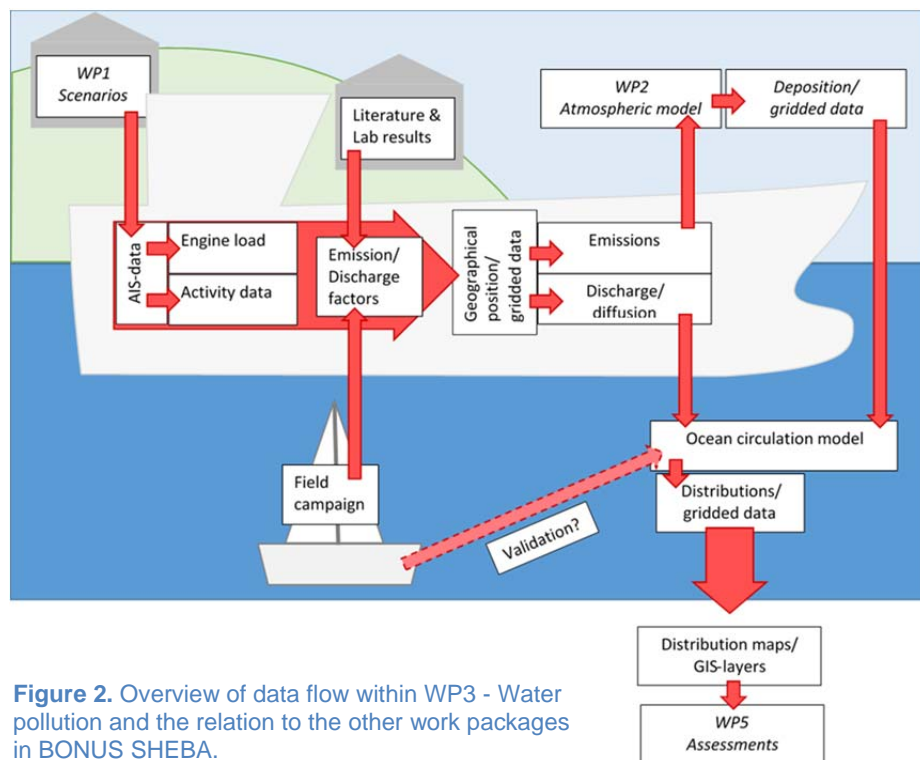 WP1
Scenarios
Literature &
Lab results
WP2
Atmospheric model
Deposition/
gridded data
AIS-data
Engine load
Activity data
Emission/
Discharge
factors
Geographical
position/
gridded data
Emissions
Discharge/
diffusion
Ocean circulation model
Field
campaign
Validation?
Distributions/
gridded data
Distribution maps/
GIS-layers
WP5
Assessments
Figure 2. Overview of data flow within WP3 - Water
pollution and the relation to the other work packages
in BONUS SHEBA.